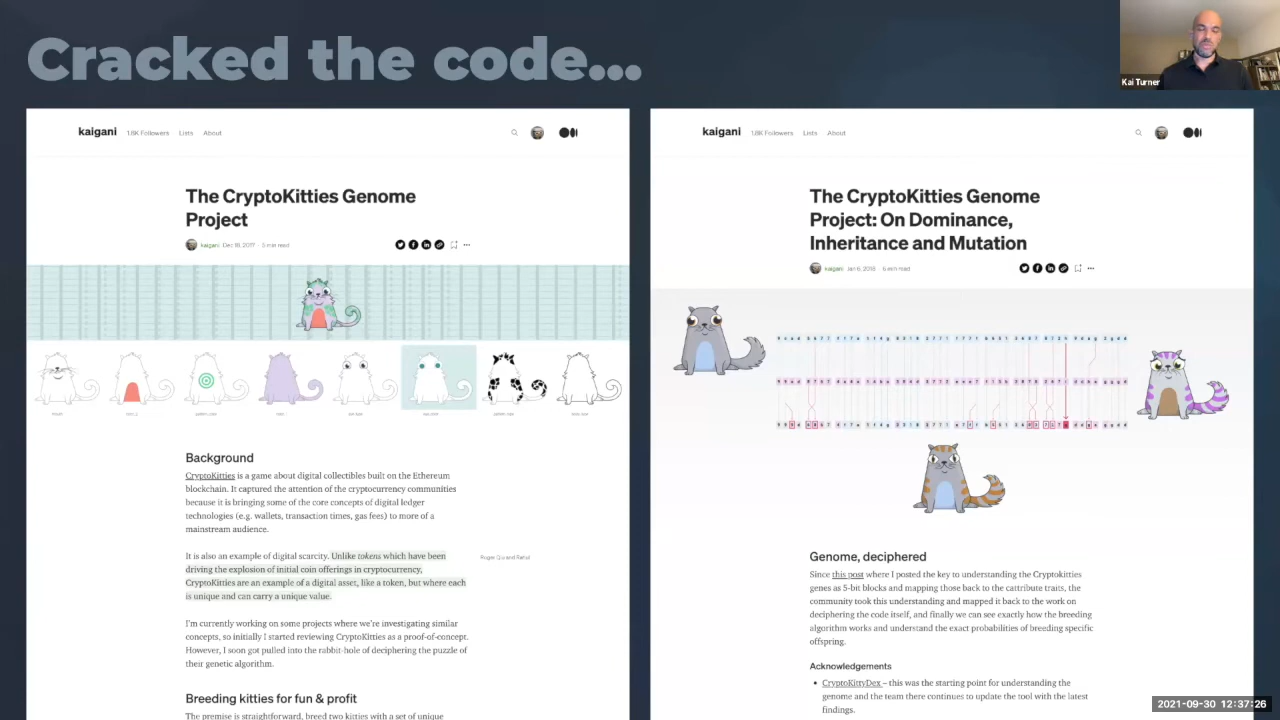 Cracked the code...
Kai Turner
kaigani 1.8K Followers Lists About
The CryptoKitties Genome
Project
kaigani Dec 18, 2017 · 5 min read
Background
CryptoKitties is a game about digital collectibles built on the Ethereum
blockchain. It captured the attention of the cryptocurrency communities
because it is bringing some of the core concepts of digital ledger
technologies (e.g. wallets, transaction times, gas fees) to more of a
mainstream audience.
It is also an example of digital scarcity. Unlike tokens which have been
driving the explosion of initial coin offerings in cryptocurrency,
CryptoKitties are an example of a digital asset, like a token, but where each
is unique and can carry a unique value.
Roger Qiu and
I'm currently working on some projects where we're investigating similar
concepts, so initially I started reviewing CryptoKitties as a proof-of-concept.
However, I soon got pulled into the rabbit-hole of deciphering the puzzle of
their genetic algorithm.
Breeding kitties for fun & profit
The premise is straightforward, breed two kitties with a set of unique
kaigani 1.8K Followers Lists About
The CryptoKitties Genome
Project: On Dominance,
Inheritance and Mutation
kaigani Jan 6, 2018 · 6 min read
Genome, deciphered
Since this post where I posted the key to understanding the Cryptokitties
genes as 5-bit blocks and mapping those back to the cattribute traits, the
community took this understanding and mapped it back to the work on
deciphering the code itself, and finally we can see exactly how the breeding
algorithm works and understand the exact probabilities of breeding specific
offspring.
Acknowledgements
• CryptoKittyDex – this was the starting point for understanding the
genome and the team there continues to update the tool with the latest
findings.
2021-09-30 12:37:26